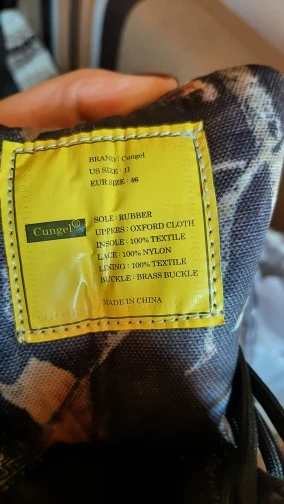 BRAND : Cungel
US SIZE : 11
EUR SIZE : 46
Cungel®
SOLE : RUBBER
UPPERS : OXFORD CLOTH
INSOLE : 100% TEXTILE
LACE : 100% NYLON
LINING : 100% TEXTILE
BUCKLE : BRASS BUCKLE
MADE IN CHINA